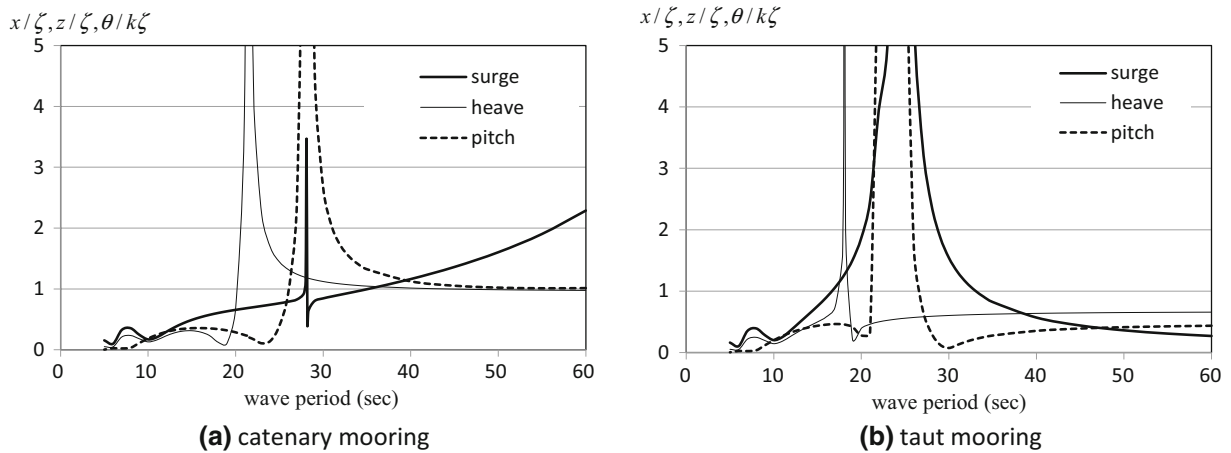 x / ζ, z / ζ, θ / kζ
5
4
3
2
1
0
surge
heave
pitch
0 10 20 30 40 50 60
wave period (sec)
(a) catenary mooring
x / ζ, z / ζ, θ / kζ
5
4
3
2
1
0
surge
heave
pitch
0 10 20 30 40 50 60
wave period (sec)
(b) taut mooring